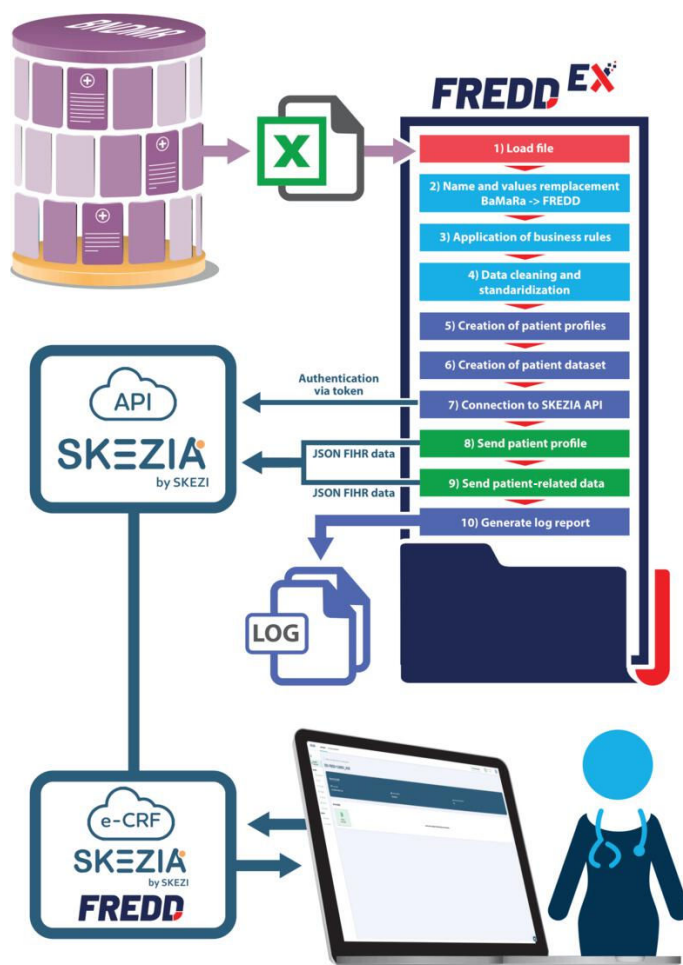 BNDMR
X
FREDD EX
1) Load file
2) Name and values remplacement
BaMaRa -> FREDD
3) Application of business rules
4) Data cleaning and
standaridization
5) Creation of patient profiles
6) Creation of patient dataset
7) Connection to SKEZIA API
8) Send patient profile
9) Send patient-related data
10) Generate log report
Authentication
via token
JSON FIHR data
JSON FIHR data
API
SKEZIA
by SKEZI
LOG
e-CRF
SKEZIA
by SKEZI
FREDD